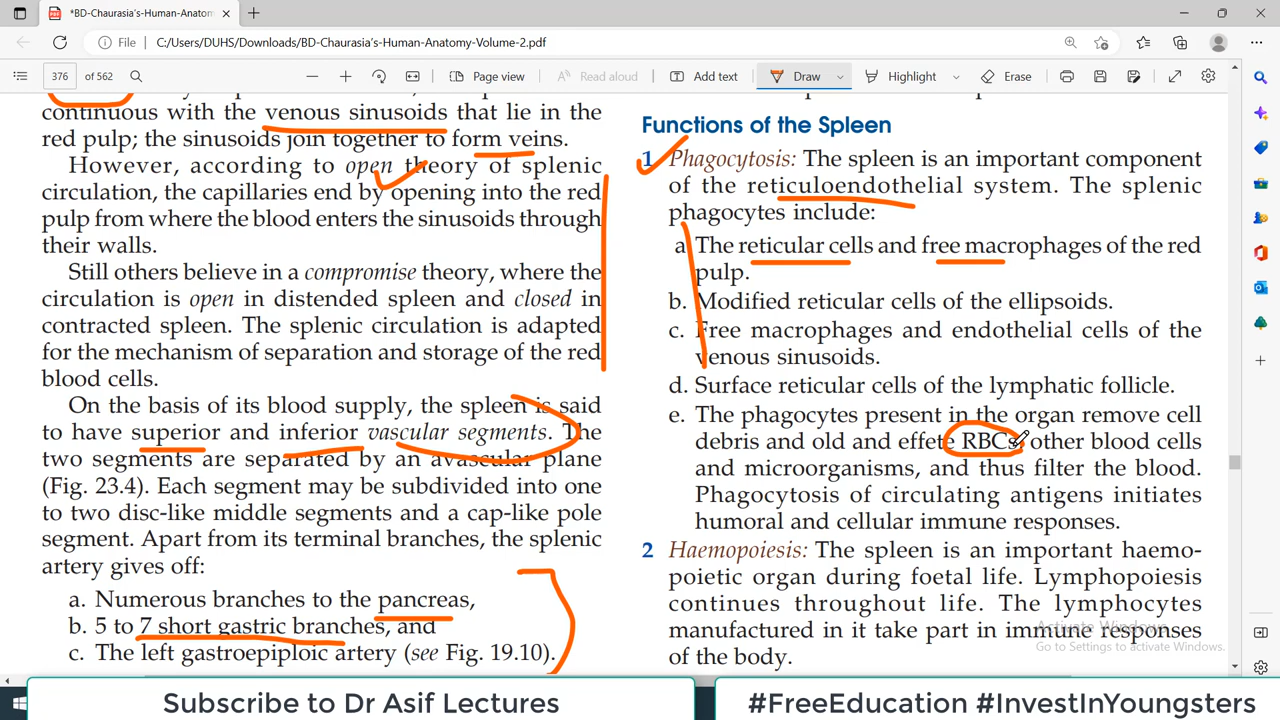 *BD-Chaurasia's-Human-Anatom
File
C:/Users/DUHS/Downloads/BD-Chaurasia's-Human-Anatomy-Volume-2.pdf
376 of 562
Page view
Read aloud
Add text
Draw
Highlight
Erase
continuous with the venous sinusoids that lie in the
red pulp; the sinusoids join together to form veins.
However, according to open theory of splenic
circulation, the capillaries end by opening into the red
pulp from where the blood enters the sinusoids through
their walls.
Still others believe in a compromise theory, where the
circulation is open in distended spleen and closed in
contracted spleen. The splenic circulation is adapted
for the mechanism of separation and storage of the red
blood cells.
On the basis of its blood supply, the spleen is said
to have superior and inferior vascular segments. The
two segments are separated by an avascular plane
(Fig. 23.4). Each segment may be subdivided into one
to two disc-like middle segments and a cap-like pole
segment. Apart from its terminal branches, the splenic
artery gives off:
a. Numerous branches to the pancreas,
b. 5 to 7 short gastric branches, and
c. The left gastroepiploic artery (see Fig. 19.10).
Functions of the Spleen
1 Phagocytosis: The spleen is an important component
of the reticuloendothelial system. The splenic
phagocytes include:
a The reticular cells and free macrophages of the red
pulp.
b. Modified reticular cells of the ellipsoids.
c. Free macrophages and endothelial cells of the
venous sinusoids.
d. Surface reticular cells of the lymphatic follicle.
e. The phagocytes present in the organ remove cell
debris and old and effete RBCs, other blood cells
and microorganisms, and thus filter the blood.
Phagocytosis of circulating antigens initiates
humoral and cellular immune responses.
2 Haemopoiesis: The spleen is an important haemo-
poietic organ during foetal life. Lymphopoiesis
continues throughout life. The lymphocytes
manufactured in it take part in immune responses
of the body.
Activate Windows
Go to Settings to activate Windows.
Subscribe to Dr Asif Lectures
#FreeEducation #InvestInYoungsters